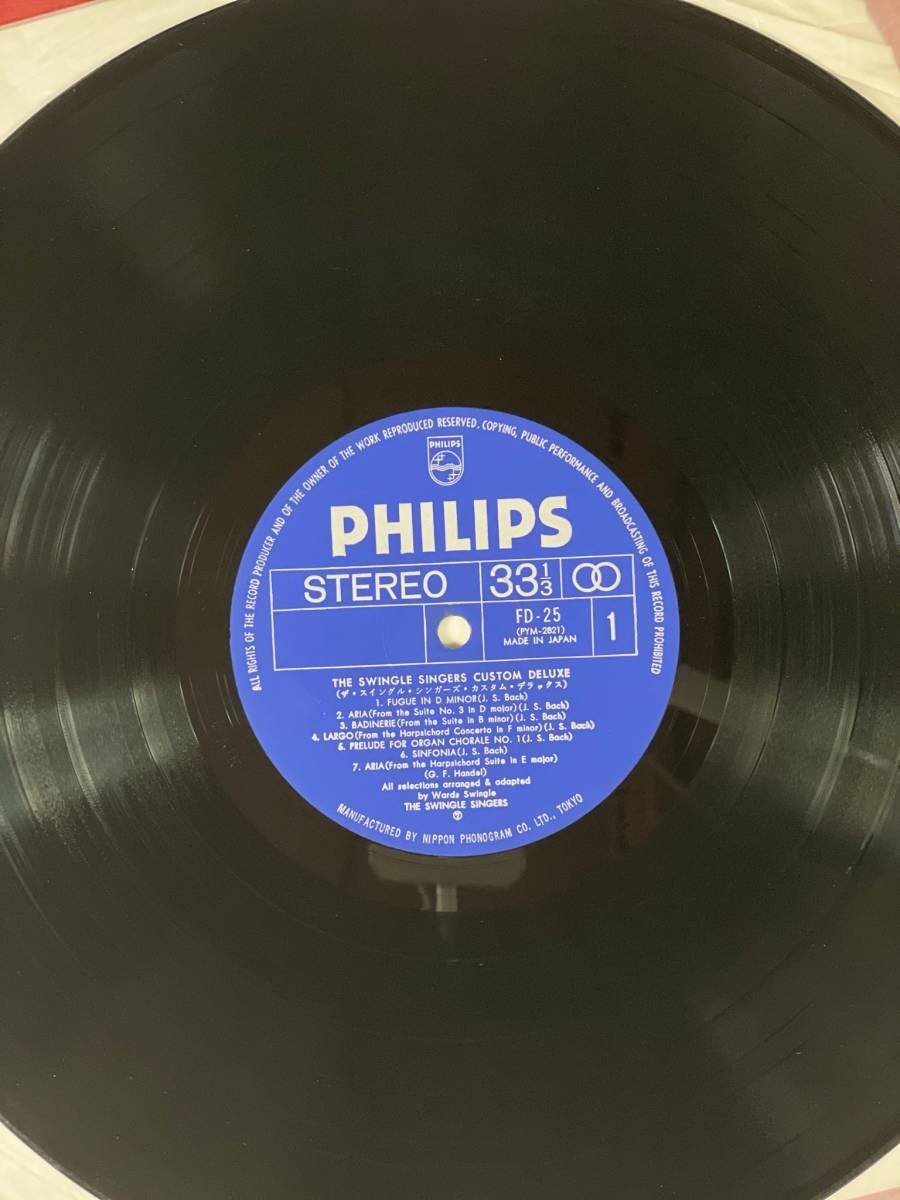 ALL RIGHTS OF THE RECORD PRODUCER AND OF THE OWNER OF THE WORK REPRODUCED RESERVED. COPYING, PUBLIC PERFORMANCE AND BROADCASTING OF THIS RECORD PROHIBITED
PHILIPS
PHILIPS
STEREO
33 1/3
FD-25
(PYM-2821)
MADE IN JAPAN
1
THE SWINGLE SINGERS CUSTOM DELUXE
(ザ・スイングル・シンガーズ・カスタム・デラックス)
1. FUGUE IN D MINOR(J. S. Bach)
2. ARIA(From the Suite No. 3 in D major)(J. S. Bach)
3. BADINERIE(From the Suite in B minor)(J. S. Bach)
4. LARGO(From the Harpsichord Concerto in F minor)(J. S. Bach)
5. PRELUDE FOR ORGAN CHORALE NO. 1(J. S. Bach)
6. SINFONIA(J. S. Bach)
7. ARIA(From the Harpsichord Suite in E major)
(G. F. Handel)
All selections arranged & adapted
by Wards Swingle
THE SWINGLE SINGERS
MANUFACTURED BY NIPPON PHONOGRAM CO. LTD., TOKYO